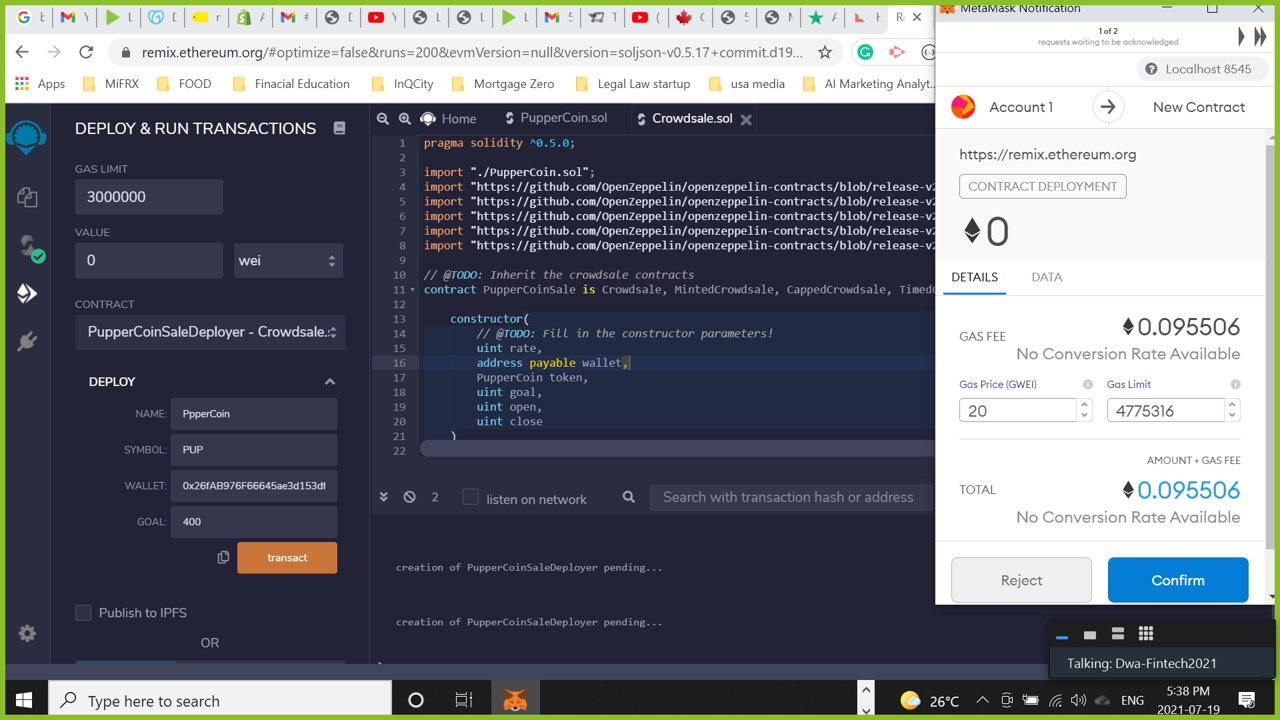 remix.ethereum.org/#optimize=false&runs=200&evmVersion=null&version=soljson-v0.5.17+commit.d19...
Apps
MiFRX
FOOD
Finacial Education
InQCity
Mortgage Zero
Legal Law startup
usa media
AI Marketing Analyt...
DEPLOY & RUN TRANSACTIONS
GAS LIMIT
3000000
VALUE
0
wei
CONTRACT
PupperCoinSaleDeployer - Crowdsale.
DEPLOY
NAME: PpperCoin
SYMBOL: PUP
WALLET: 0x26fAB976F66645ae3d153df
GOAL: 400
transact
Publish to IPFS
OR
Home
PupperCoin.sol
Crowdsale.sol
1 pragma solidity ^0.5.0;
2
3 import "./PupperCoin.sol";
4 import "https://github.com/OpenZeppelin/openzeppelin-contracts/blob/release-v2
5 import "https://github.com/OpenZeppelin/openzeppelin-contracts/blob/release-v2
6 import "https://github.com/OpenZeppelin/openzeppelin-contracts/blob/release-v2
7 import "https://github.com/OpenZeppelin/openzeppelin-contracts/blob/release-v2
8 import "https://github.com/OpenZeppelin/openzeppelin-contracts/blob/release-v2
9
10 // @TODO: Inherit the crowdsale contracts
11 contract PupperCoinSale is Crowdsale, MintedCrowdsale, CappedCrowdsale, TimedC
12
13 constructor(
14 // @TODO: Fill in the constructor parameters!
15 uint rate,
16 address payable wallet,
17 PupperCoin token,
18 uint goal,
19 uint open,
20 uint close
21 )
22
2
listen on network
Search with transaction hash or address
creation of PupperCoinSaleDeployer pending...
creation of PupperCoinSaleDeployer pending...
MetaMask Notification
1 of 2
requests waiting to be acknowledged
Localhost 8545
Account 1
New Contract
https://remix.ethereum.org
CONTRACT DEPLOYMENT
0
DETAILS
DATA
GAS FEE
0.095506
No Conversion Rate Available
Gas Price (GWEI)
Gas Limit
20
4775316
AMOUNT + GAS FEE
TOTAL
0.095506
No Conversion Rate Available
Reject
Confirm
Talking: Dwa-Fintech2021
Type here to search
26°C
ENG
5:38 PM
2021-07-19